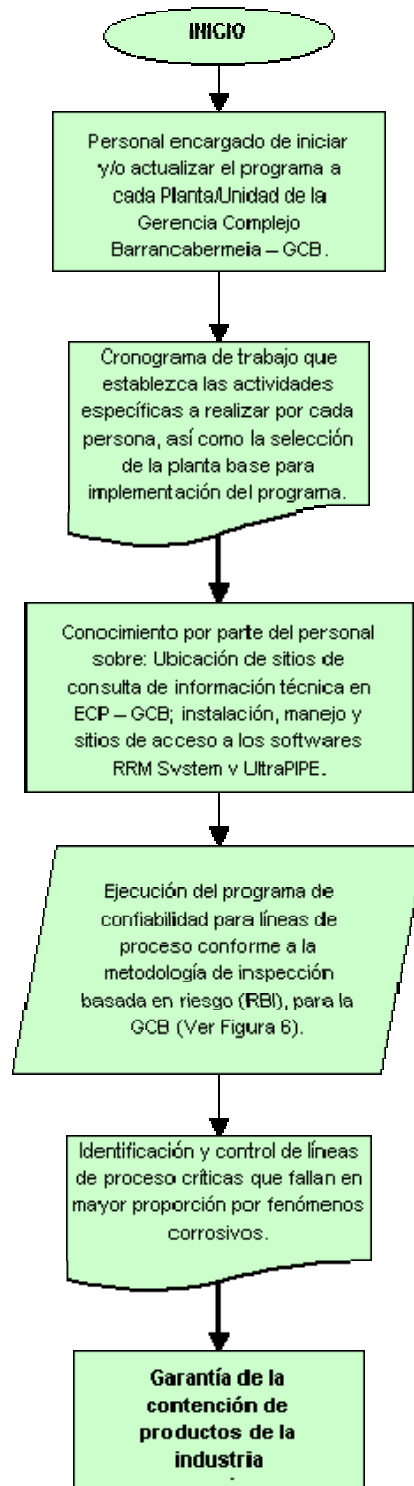 INICIO
Personal encargado de iniciar
y/o actualizar el programa a
cada Planta/Unidad de la
Gerencia Complejo
Barrancabermeia – GCB.
Cronograma de trabajo que
establezca las actividades
específicas a realizar por cada
persona, así como la selección
de la planta base para
implementación del programa.
Conocimiento por parte del personal
sobre: Ubicación de sitios de
consulta de información técnica en
ECP – GCB; instalación, manejo y
sitios de acceso a los softwares
RRM System y UltraPIPE.
Ejecución del programa de
confiabilidad para líneas de
proceso conforme a la
metodología de inspección
basada en riesgo (RBI), para la
GCB (Ver Figura 6).
Identificación y control de líneas
de proceso críticas que fallan en
mayor proporción por fenómenos
corrosivos.
Garantía de la
contención de
productos de la
industria